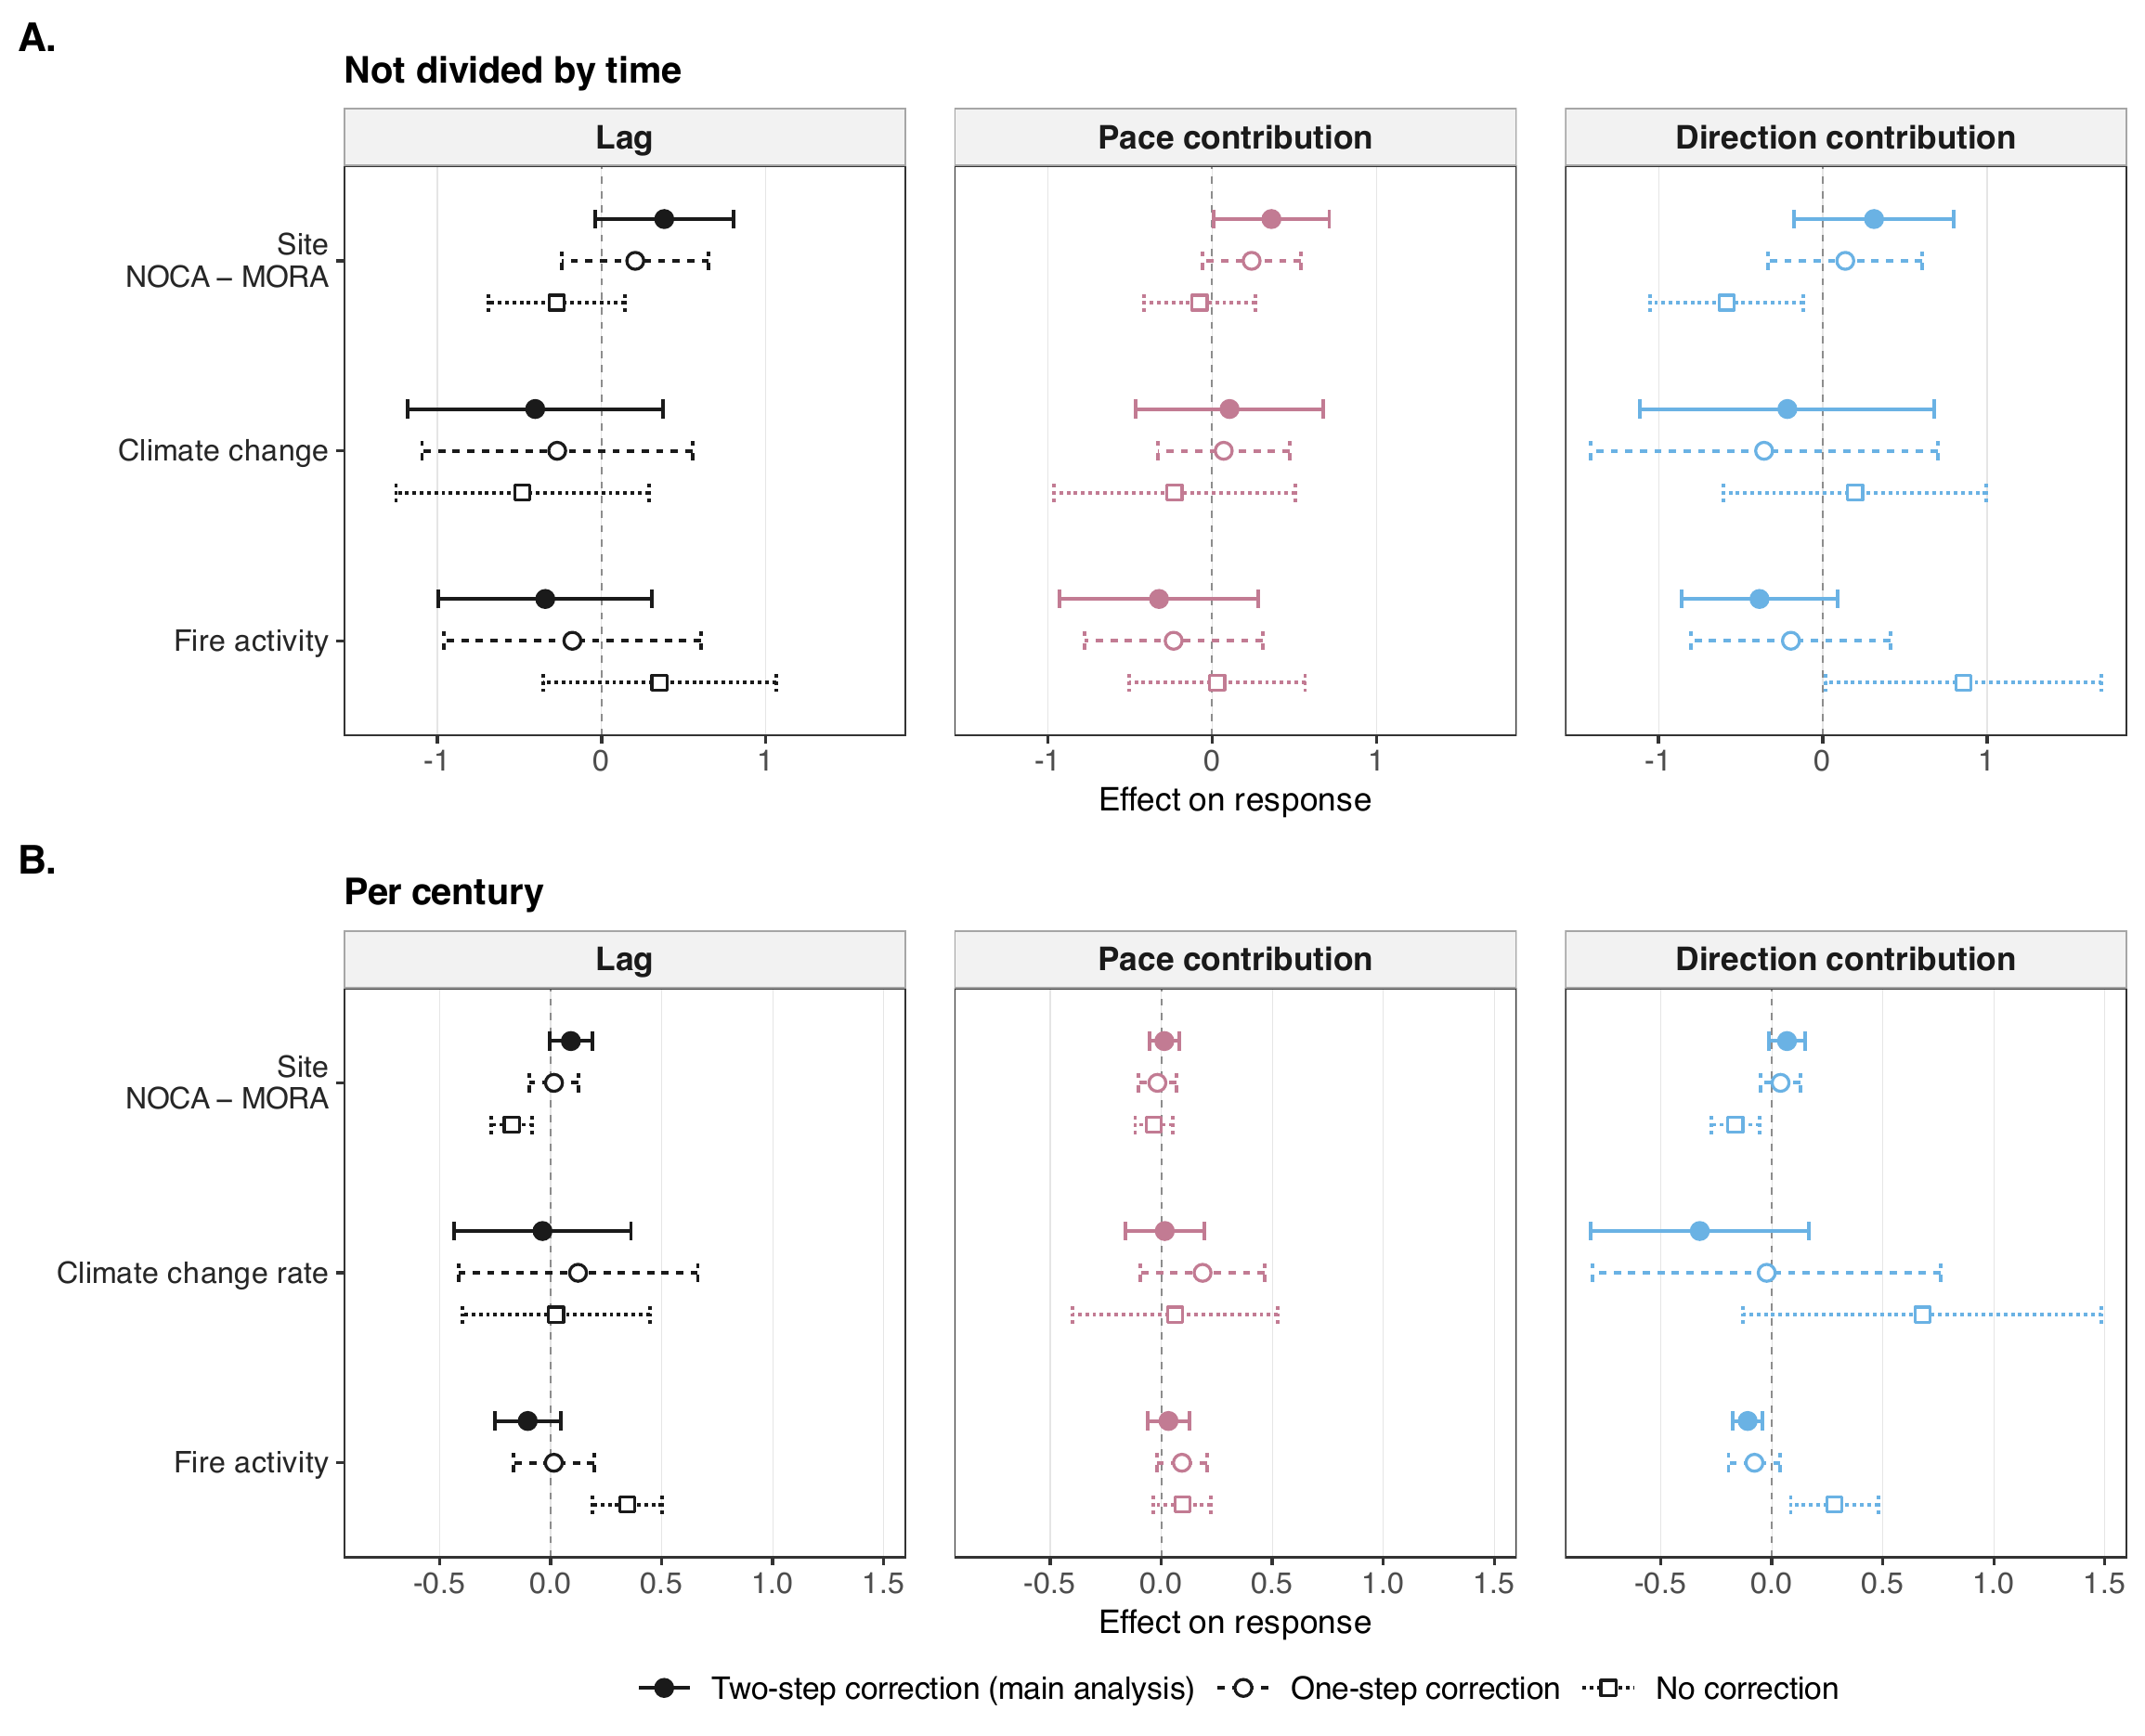 A.
Not divided by time
Lag
Pace contribution
Direction contribution
Site
NOCA – MORA
Climate change
Fire activity
-1 0 1
-1 0 1
-1 0 1
Effect on response
B.
Per century
Lag
Pace contribution
Direction contribution
Site
NOCA – MORA
Climate change rate
Fire activity
-0.5 0.0 0.5 1.0 1.5
-0.5 0.0 0.5 1.0 1.5
-0.5 0.0 0.5 1.0 1.5
Effect on response
Two-step correction (main analysis) One-step correction No correction